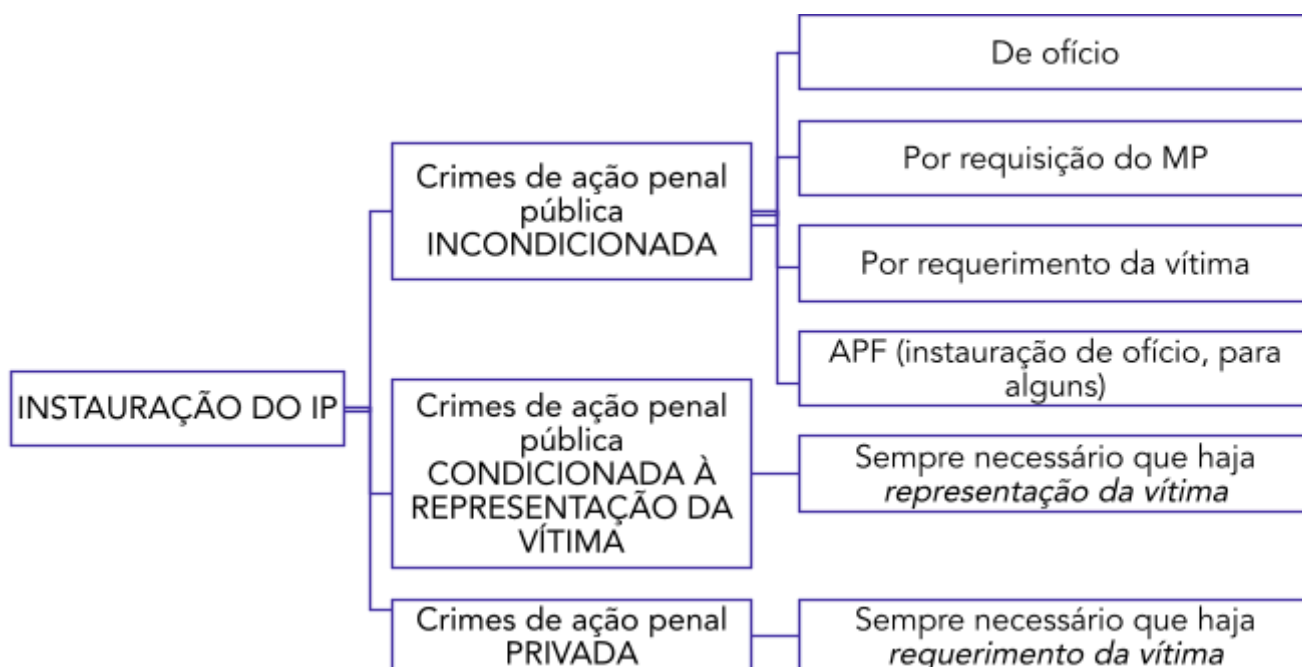 INSTAURAÇÃO DO IP
Crimes de ação penal
pública
INCONDICIONADA
De ofício
Por requisição do MP
Por requerimento da vítima
APF (instauração de ofício, para
alguns)
Crimes de ação penal
pública
CONDICIONADA À
REPRESENTAÇÃO DA
VÍTIMA
Sempre necessário que haja
representação da vítima
Crimes de ação penal
PRIVADA
Sempre necessário que haja
requerimento da vítima